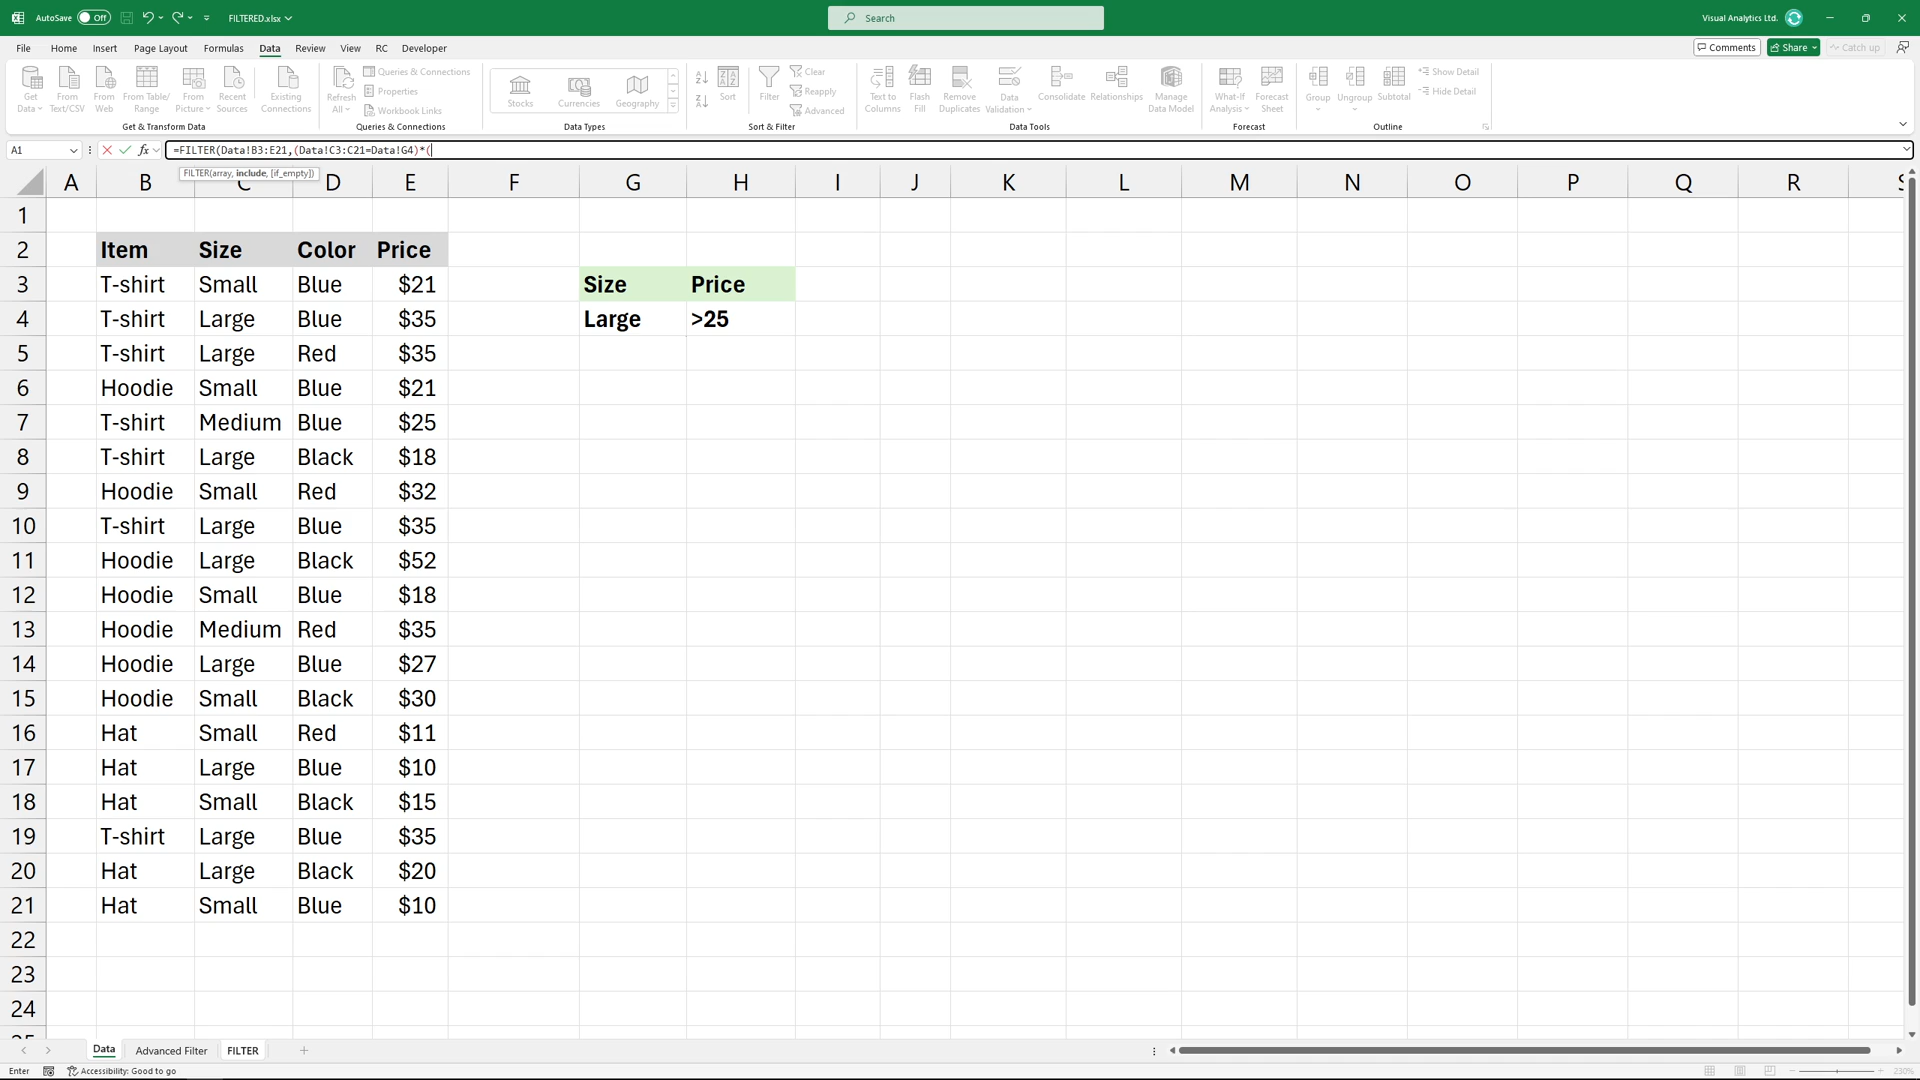 AutoSave Off FILTERED.xlsx Search Visual Analytics Ltd.
File Home Insert Page Layout Formulas Data Review View RC Developer Comments Share Catch up
Get Data From Text/CSV From Web From Table/Range From Picture Recent Sources Existing Connections
Get & Transform Data
Refresh All Queries & Connections Properties Workbook Links
Queries & Connections
Stocks Currencies Geography
Data Types
Sort Filter Clear Reapply Advanced
Sort & Filter
Text to Columns Flash Fill Remove Duplicates Data Validation Consolidate Relationships Manage Data Model
Data Tools
What-If Analysis Forecast Sheet
Forecast
Group Ungroup Subtotal Show Detail Hide Detail
Outline
A1 fx =FILTER(Data!B3:E21,(Data!C3:C21=Data!G4)*(
FILTER(array, include, [if_empty])
A B C D E F G H I J K L M N O P Q R
1
2 Item Size Color Price
3 T-shirt Small Blue $21 Size Price
4 T-shirt Large Blue $35 Large >25
5 T-shirt Large Red $35
6 Hoodie Small Blue $21
7 T-shirt Medium Blue $25
8 T-shirt Large Black $18
9 Hoodie Small Red $32
10 T-shirt Large Blue $35
11 Hoodie Large Black $52
12 Hoodie Small Blue $18
13 Hoodie Medium Red $35
14 Hoodie Large Blue $27
15 Hoodie Small Black $30
16 Hat Small Red $11
17 Hat Large Blue $10
18 Hat Small Black $15
19 T-shirt Large Blue $35
20 Hat Large Black $20
21 Hat Small Blue $10
22
23
24
Data Advanced Filter FILTER
Enter Accessibility: Good to go 230%